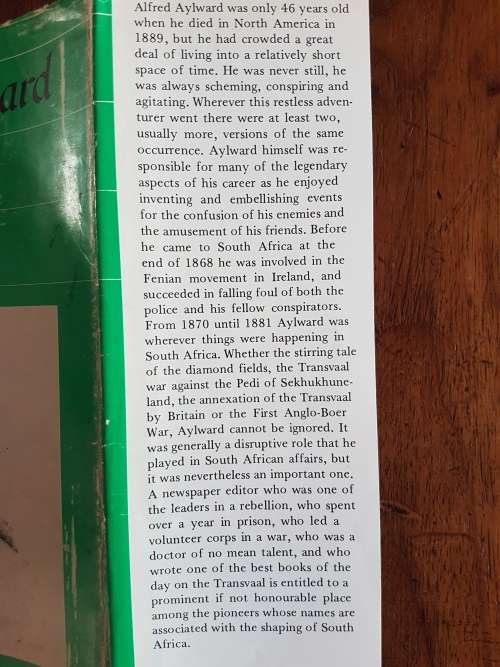 ard
Alfred Aylward was only 46 years old
when he died in North America in
1889, but he had crowded a great
deal of living into a relatively short
space of time. He was never still, he
was always scheming, conspiring and
agitating. Wherever this restless adven-
turer went there were at least two,
usually more, versions of the same
occurrence. Aylward himself was re-
sponsible for many of the legendary
aspects of his career as he enjoyed
inventing and embellishing events
for the confusion of his enemies and
the amusement of his friends. Before
he came to South Africa at the
end of 1868 he was involved in the
Fenian movement in Ireland, and
succeeded in falling foul of both the
police and his fellow conspirators.
From 1870 until 1881 Aylward was
wherever things were happening in
South Africa. Whether the stirring tale
of the diamond fields, the Transvaal
war against the Pedi of Sekhukhune-
land, the annexation of the Transvaal
by Britain or the First Anglo-Boer
War, Aylward cannot be ignored. It
was generally a disruptive role that he
played in South African affairs, but
it was nevertheless an important one.
A newspaper editor who was one of
the leaders in a rebellion, who spent
over a year in prison, who led a
volunteer corps in a war, who was a
doctor of no mean talent, and who
wrote one of the best books of the
day on the Transvaal is entitled to a
prominent if not honourable place
among the pioneers whose names are
associated with the shaping of South
Africa.